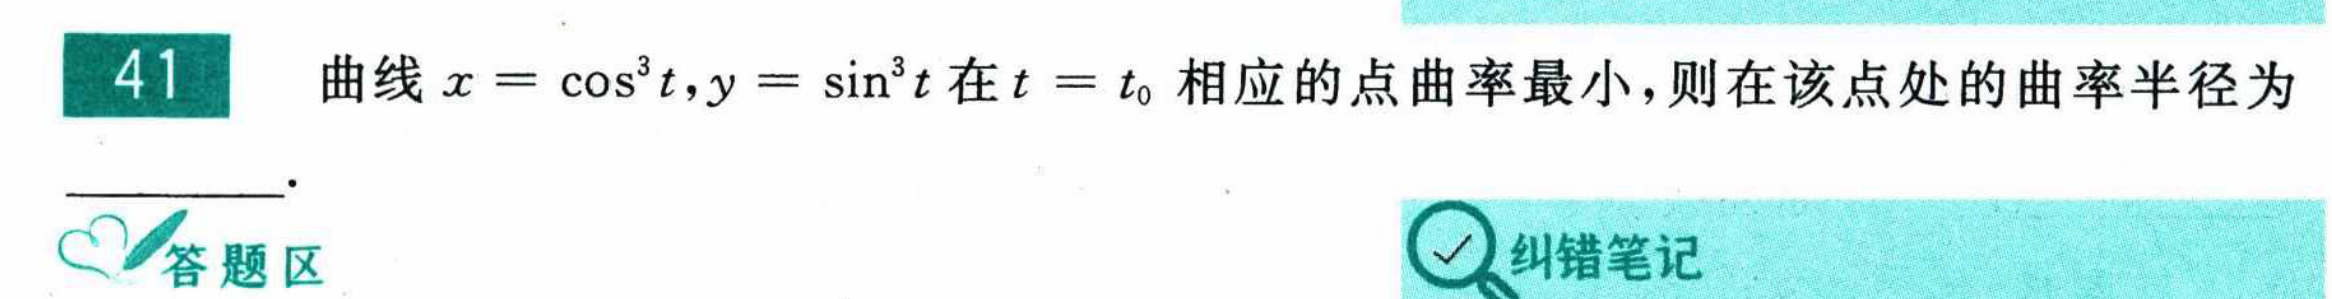 41 曲线 x = cos³t, y = sin³t 在 t = t₀ 相应的点曲率最小,则在该点处的曲率半径为
________.
答题区
纠错笔记